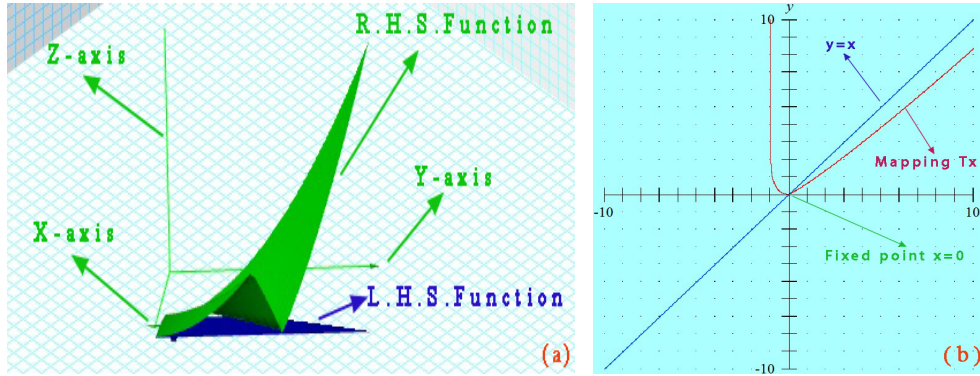 R.H.S.Function
Z-axis
Y-axis
X-axis
L.H.S.Function
(a)
y
10
y=x
Mapping Tx
-10
10
Fixed point x=0
-10
(b)